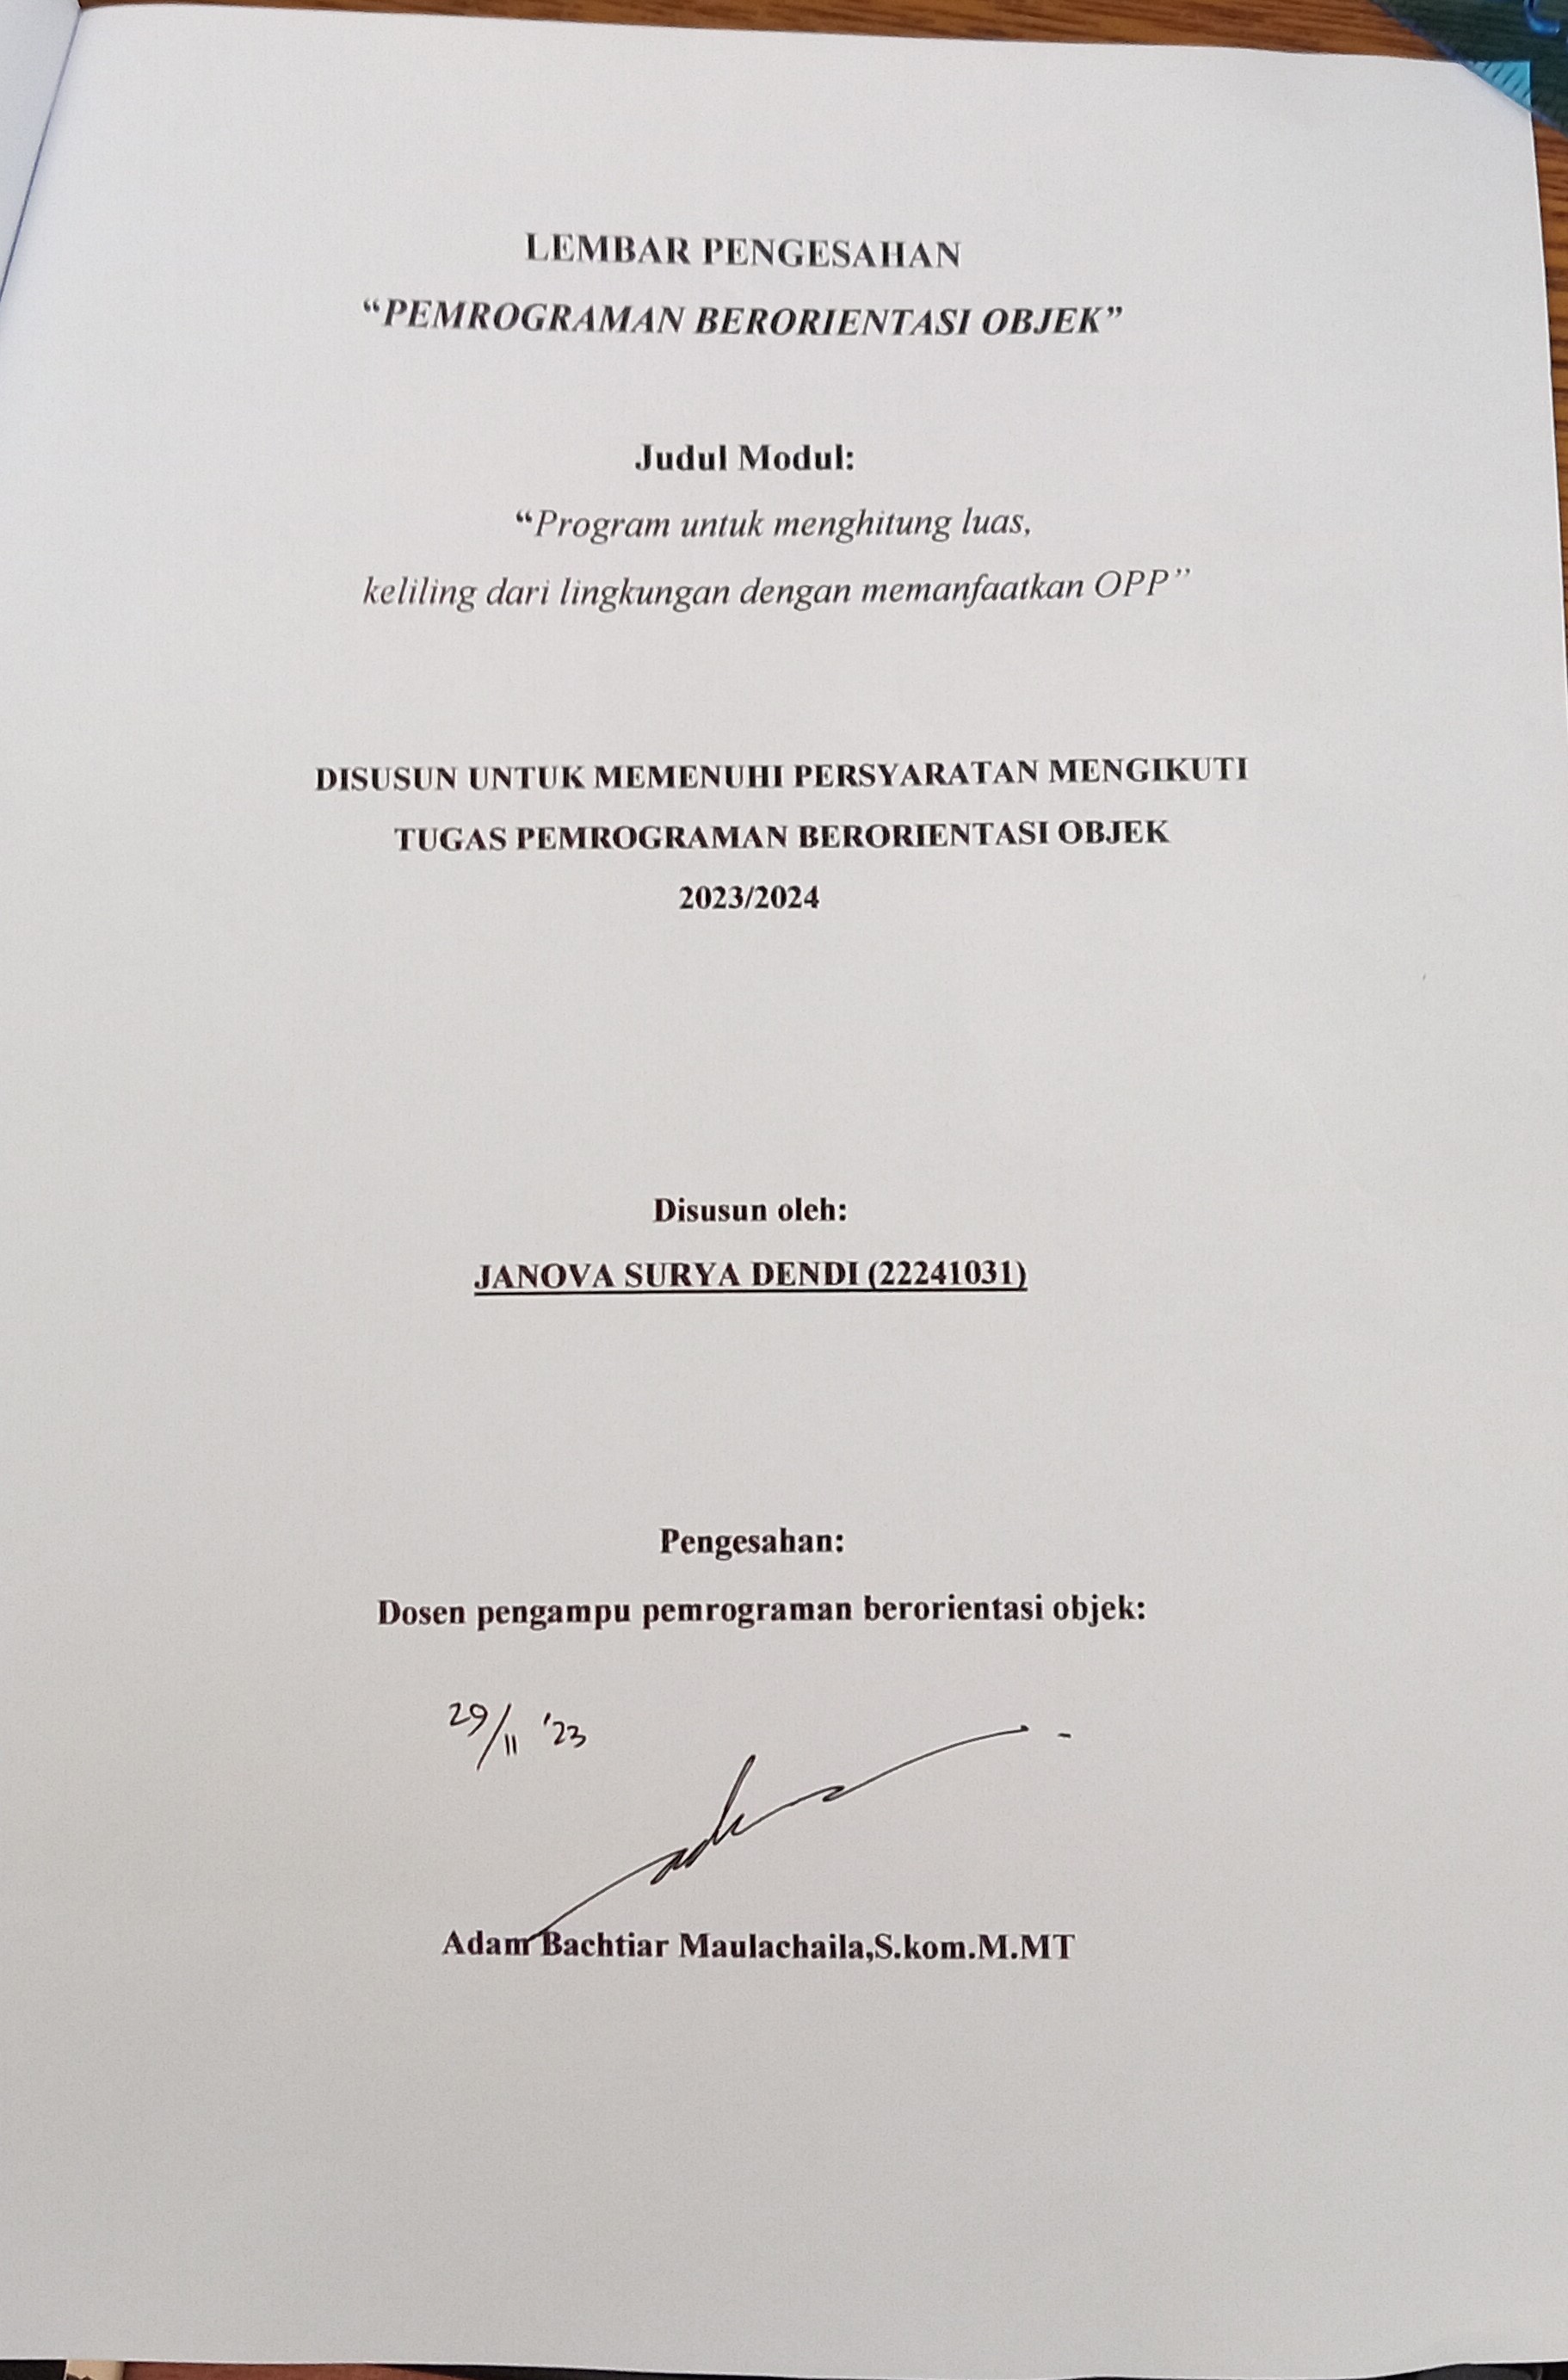 LEMBAR PENGESAHAN
“PEMROGRAMAN BERORIENTASI OBJEK”
Judul Modul:
“Program untuk menghitung luas,
keliling dari lingkungan dengan memanfaatkan OPP”
DISUSUN UNTUK MEMENUHI PERSYARATAN MENGIKUTI
TUGAS PEMROGRAMAN BERORIENTASI OBJEK
2023/2024
Disusun oleh:
JANOVA SURYA DENDI (22241031)
Pengesahan:
Dosen pengampu pemrograman berorientasi objek:
29/11 '23
Adam Bachtiar Maulachaila,S.kom.M.MT